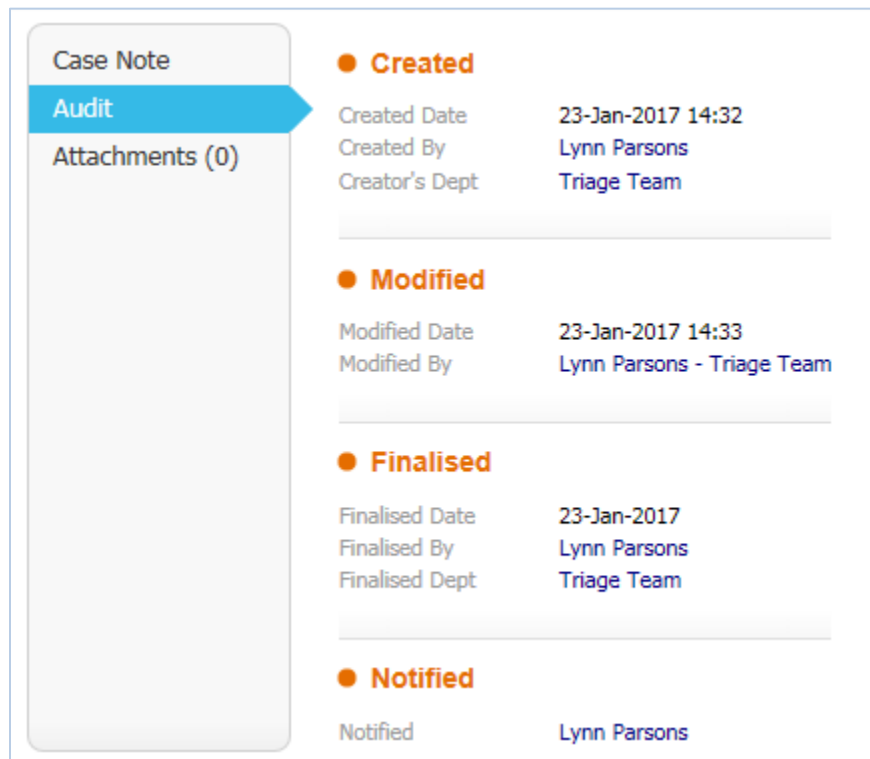 Case Note
Audit
Attachments (0)
Created
Created Date 23-Jan-2017 14:32
Created By Lynn Parsons
Creator's Dept Triage Team
Modified
Modified Date 23-Jan-2017 14:33
Modified By Lynn Parsons - Triage Team
Finalised
Finalised Date 23-Jan-2017
Finalised By Lynn Parsons
Finalised Dept Triage Team
Notified
Notified Lynn Parsons